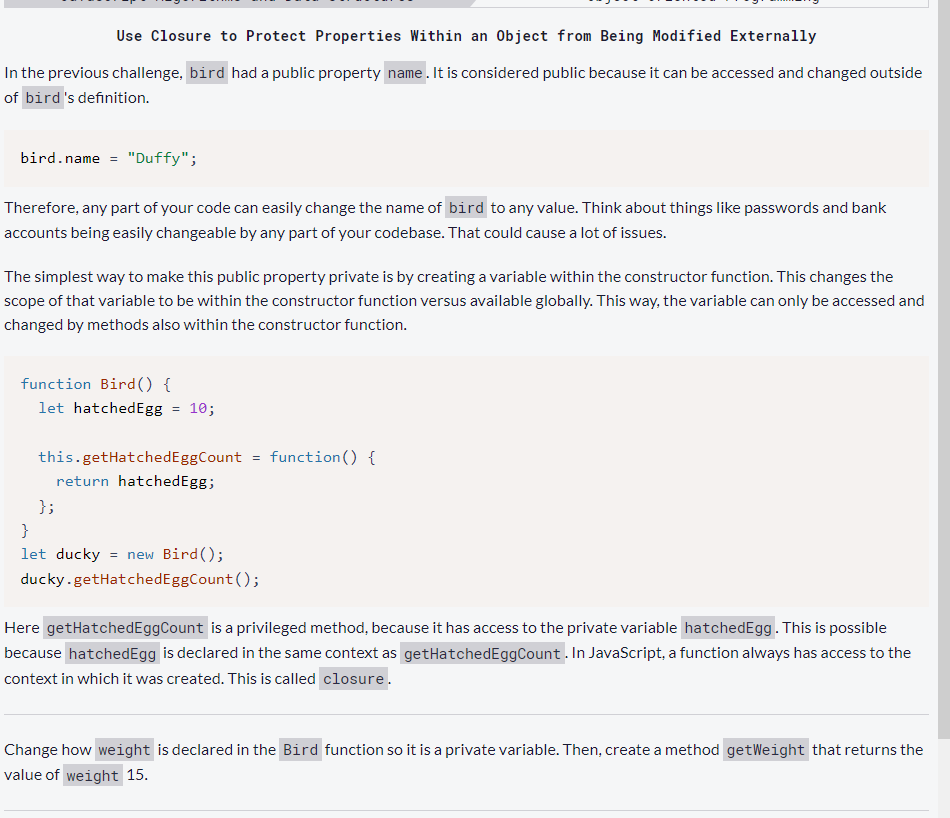 Use Closure to Protect Properties Within an Object from Being Modified Externally
In the previous challenge, bird had a public property name. It is considered public because it can be accessed and changed outside
of bird's definition.
bird.name = "Duffy";
Therefore, any part of your code can easily change the name of bird to any value. Think about things like passwords and bank
accounts being easily changeable by any part of your codebase. That could cause a lot of issues.
The simplest way to make this public property private is by creating a variable within the constructor function. This changes the
scope of that variable to be within the constructor function versus available globally. This way, the variable can only be accessed and
changed by methods also within the constructor function.
function Bird() {
  let hatchedEgg = 10;
  this.getHatchedEggCount = function() {
    return hatchedEgg;
  };
}
let ducky = new Bird();
ducky.getHatchedEggCount();
Here getHatchedEggCount is a privileged method, because it has access to the private variable hatchedEgg. This is possible
because hatchedEgg is declared in the same context as getHatchedEggCount. In JavaScript, a function always has access to the
context in which it was created. This is called closure.
Change how weight is declared in the Bird function so it is a private variable. Then, create a method getWeight that returns the
value of weight 15.